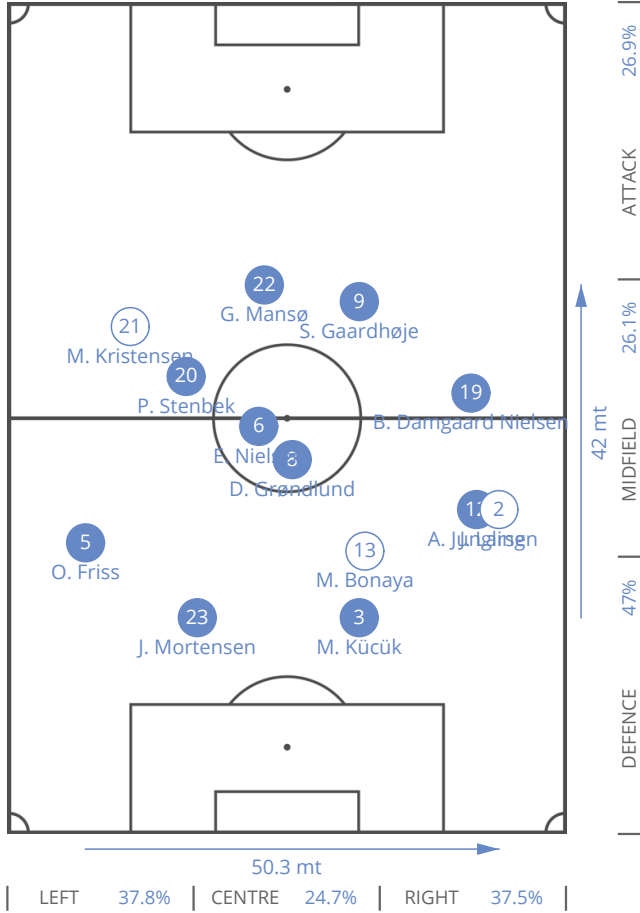 26.9%
ATTACK
22
G. Mansø
9
S. Gaardhøje
21
M. Kristensen
26.1%
20
P. Stenbek
19
B. Damgaard Nielsen
6
8
D. Grøndlund
42 mt
MIDFIELD
2
5
O. Friss
13
M. Bonaya
47%
23
J. Mortensen
3
M. Kücük
DEFENCE
50.3 mt
LEFT 37.8% CENTRE 24.7% RIGHT 37.5%